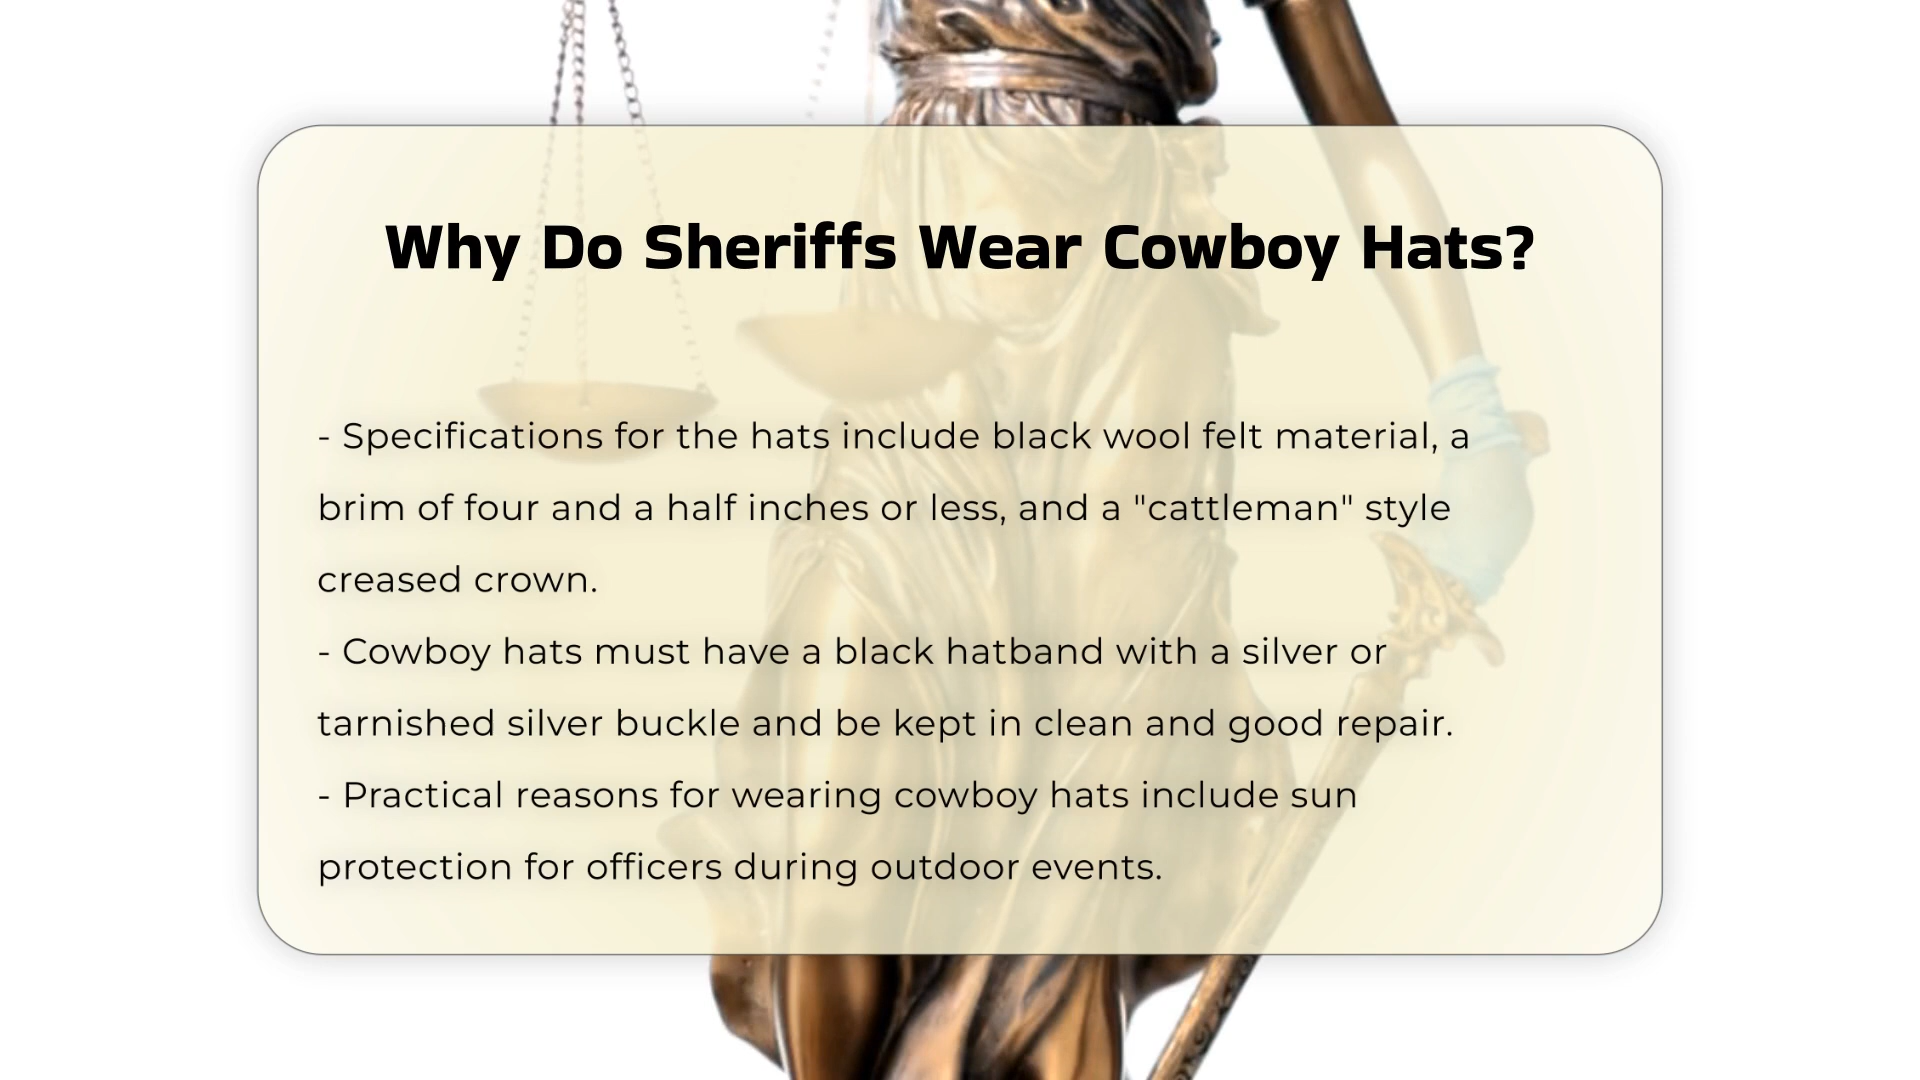 Why Do Sheriffs Wear Cowboy Hats?
- Specifications for the hats include black wool felt material, a
brim of four and a half inches or less, and a "cattleman" style
creased crown.
- Cowboy hats must have a black hatband with a silver or
tarnished silver buckle and be kept in clean and good repair.
- Practical reasons for wearing cowboy hats include sun
protection for officers during outdoor events.